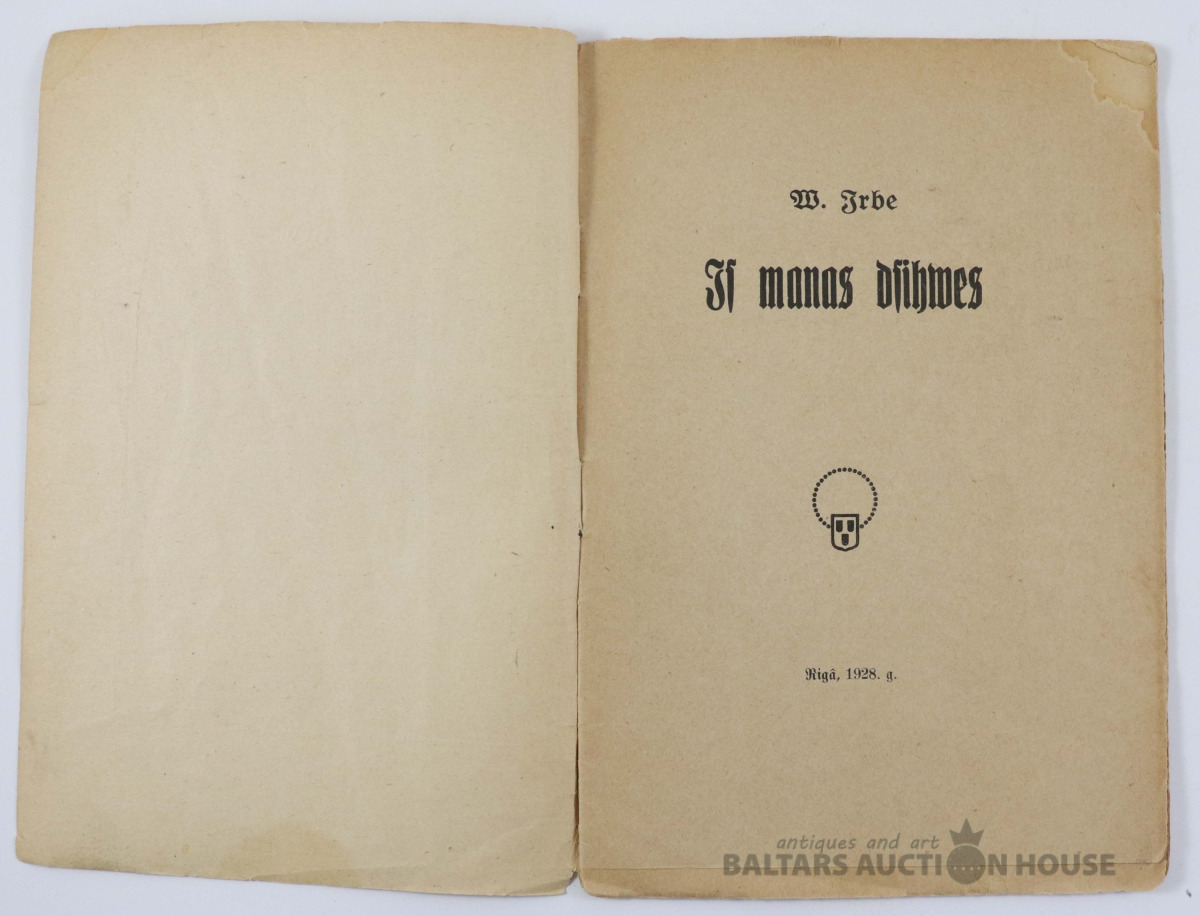 W. Irbe
Iſ manas dſihwes
Rigâ, 1928. g.
antiques and art
BALTARS AUCTION HOUSE